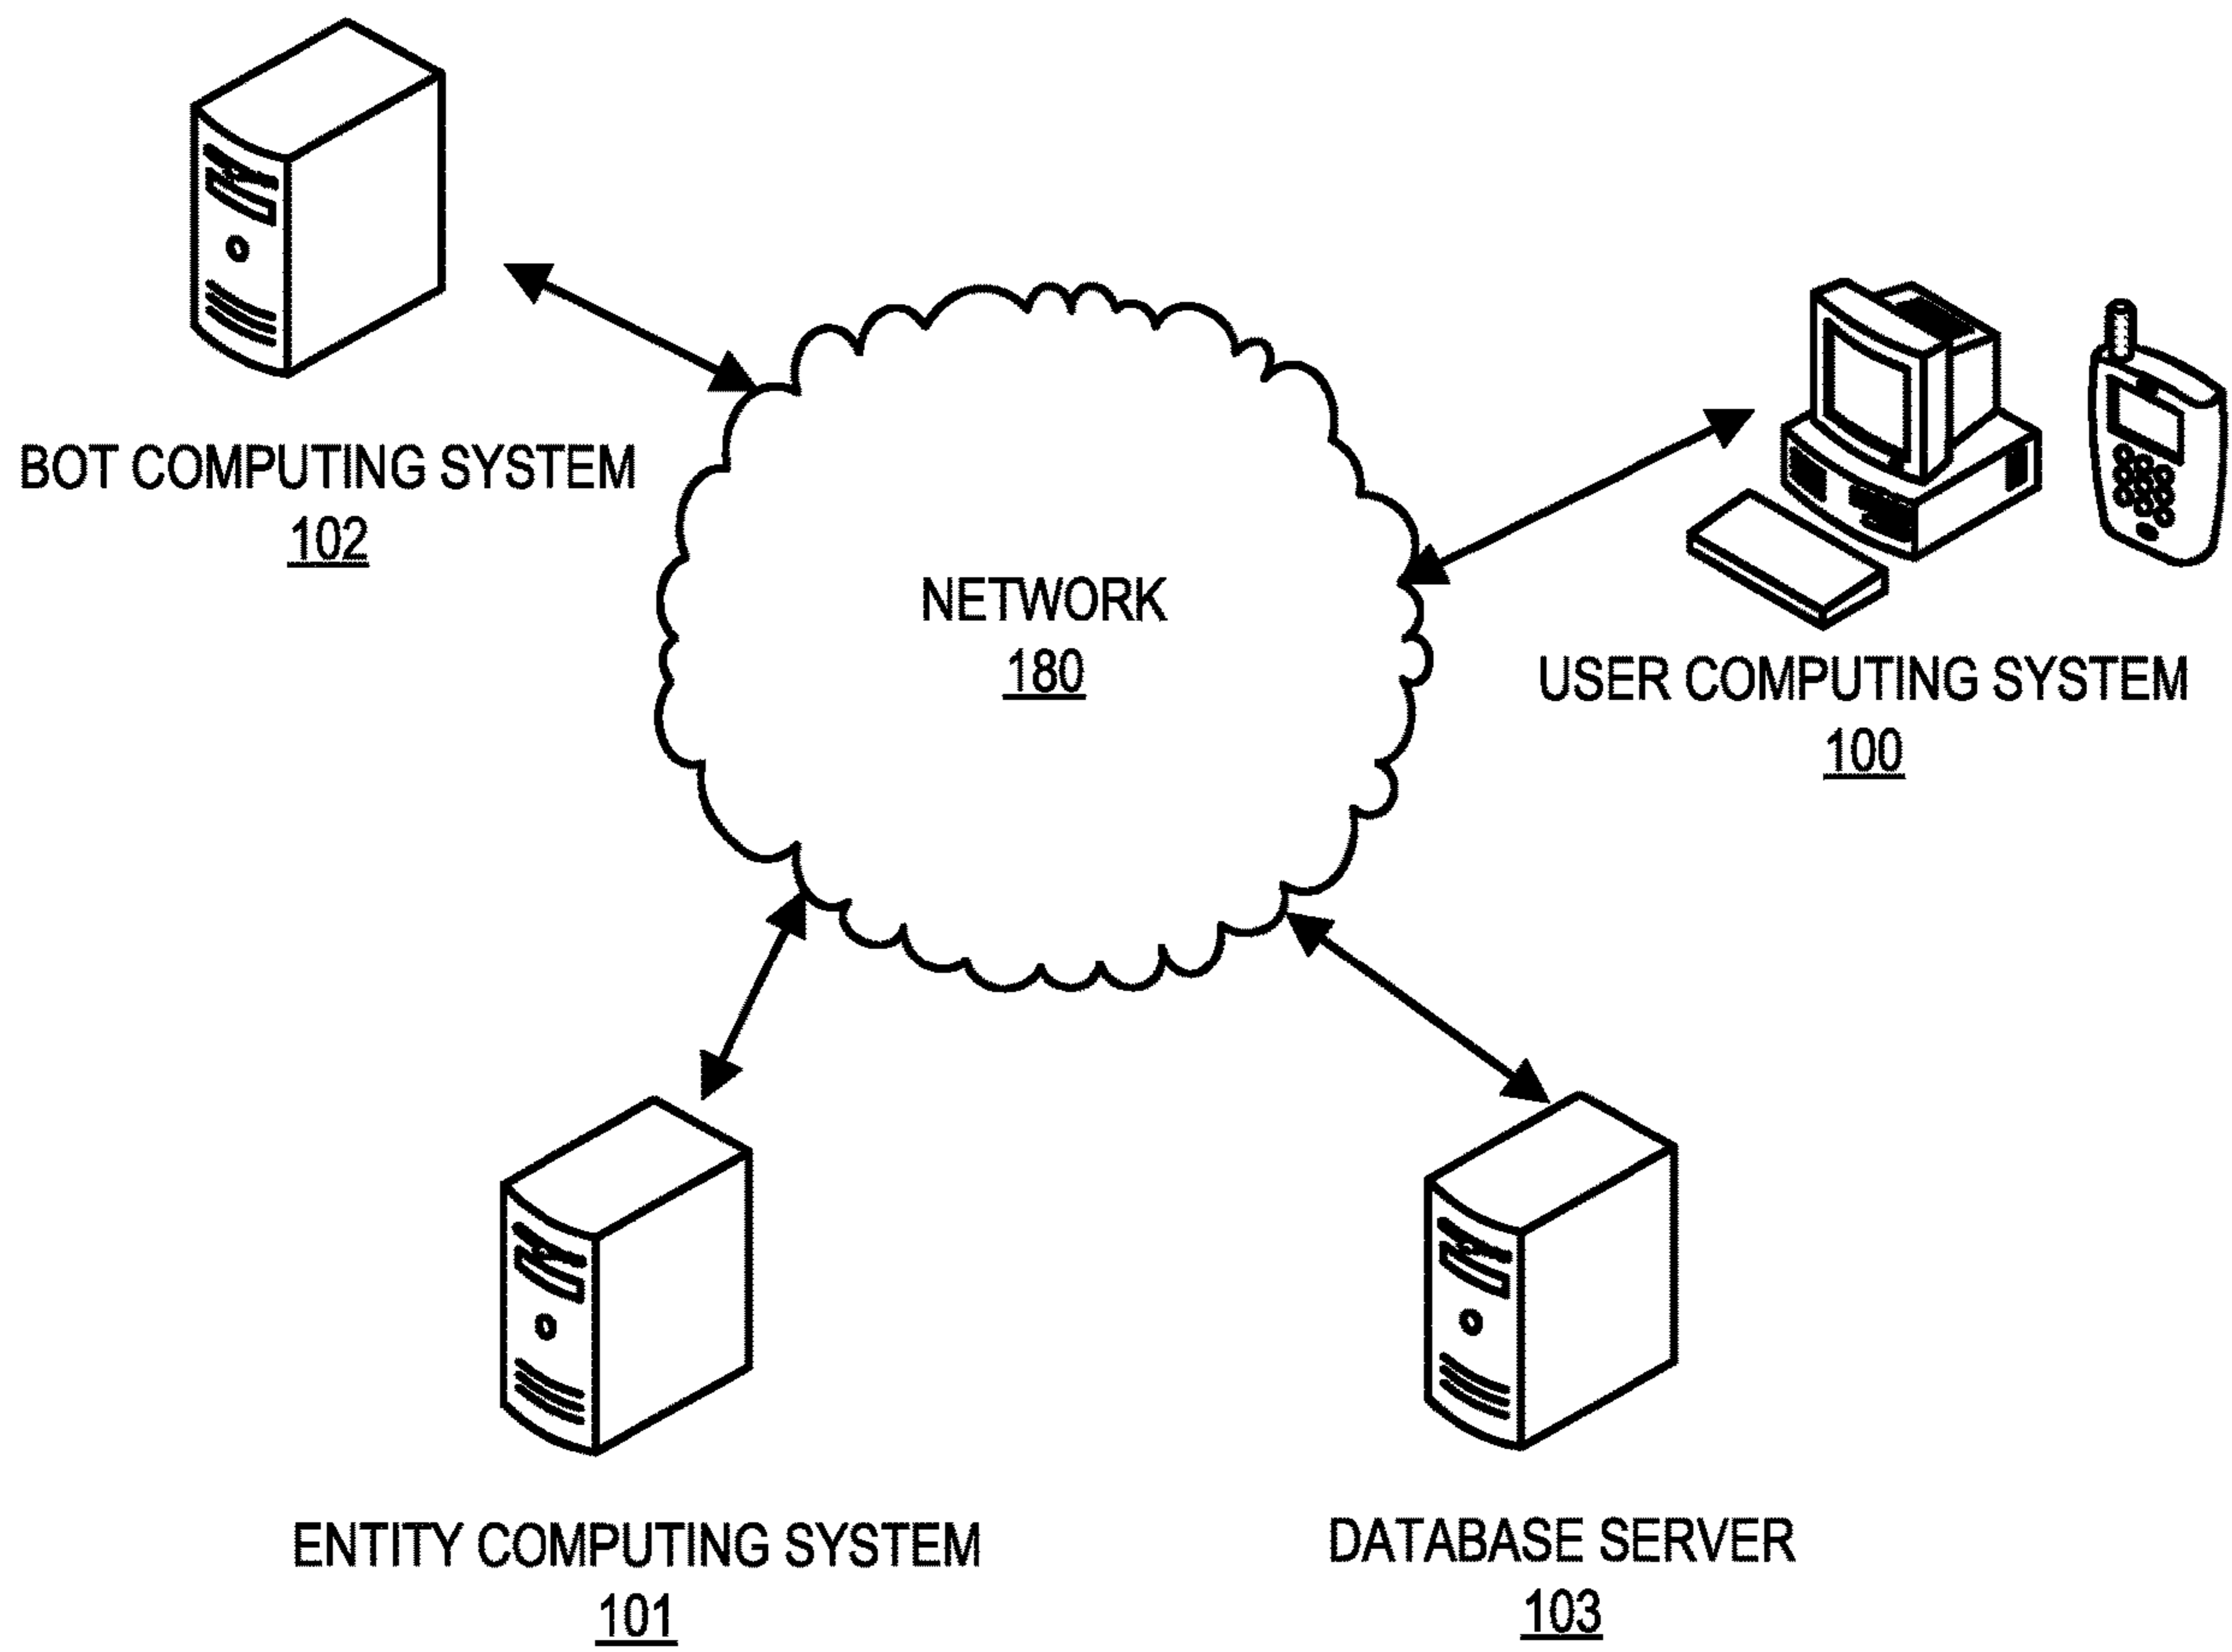 BOT COMPUTING SYSTEM
102
NETWORK
180
USER COMPUTING SYSTEM
100
ENTITY COMPUTING SYSTEM
101
DATABASE SERVER
103